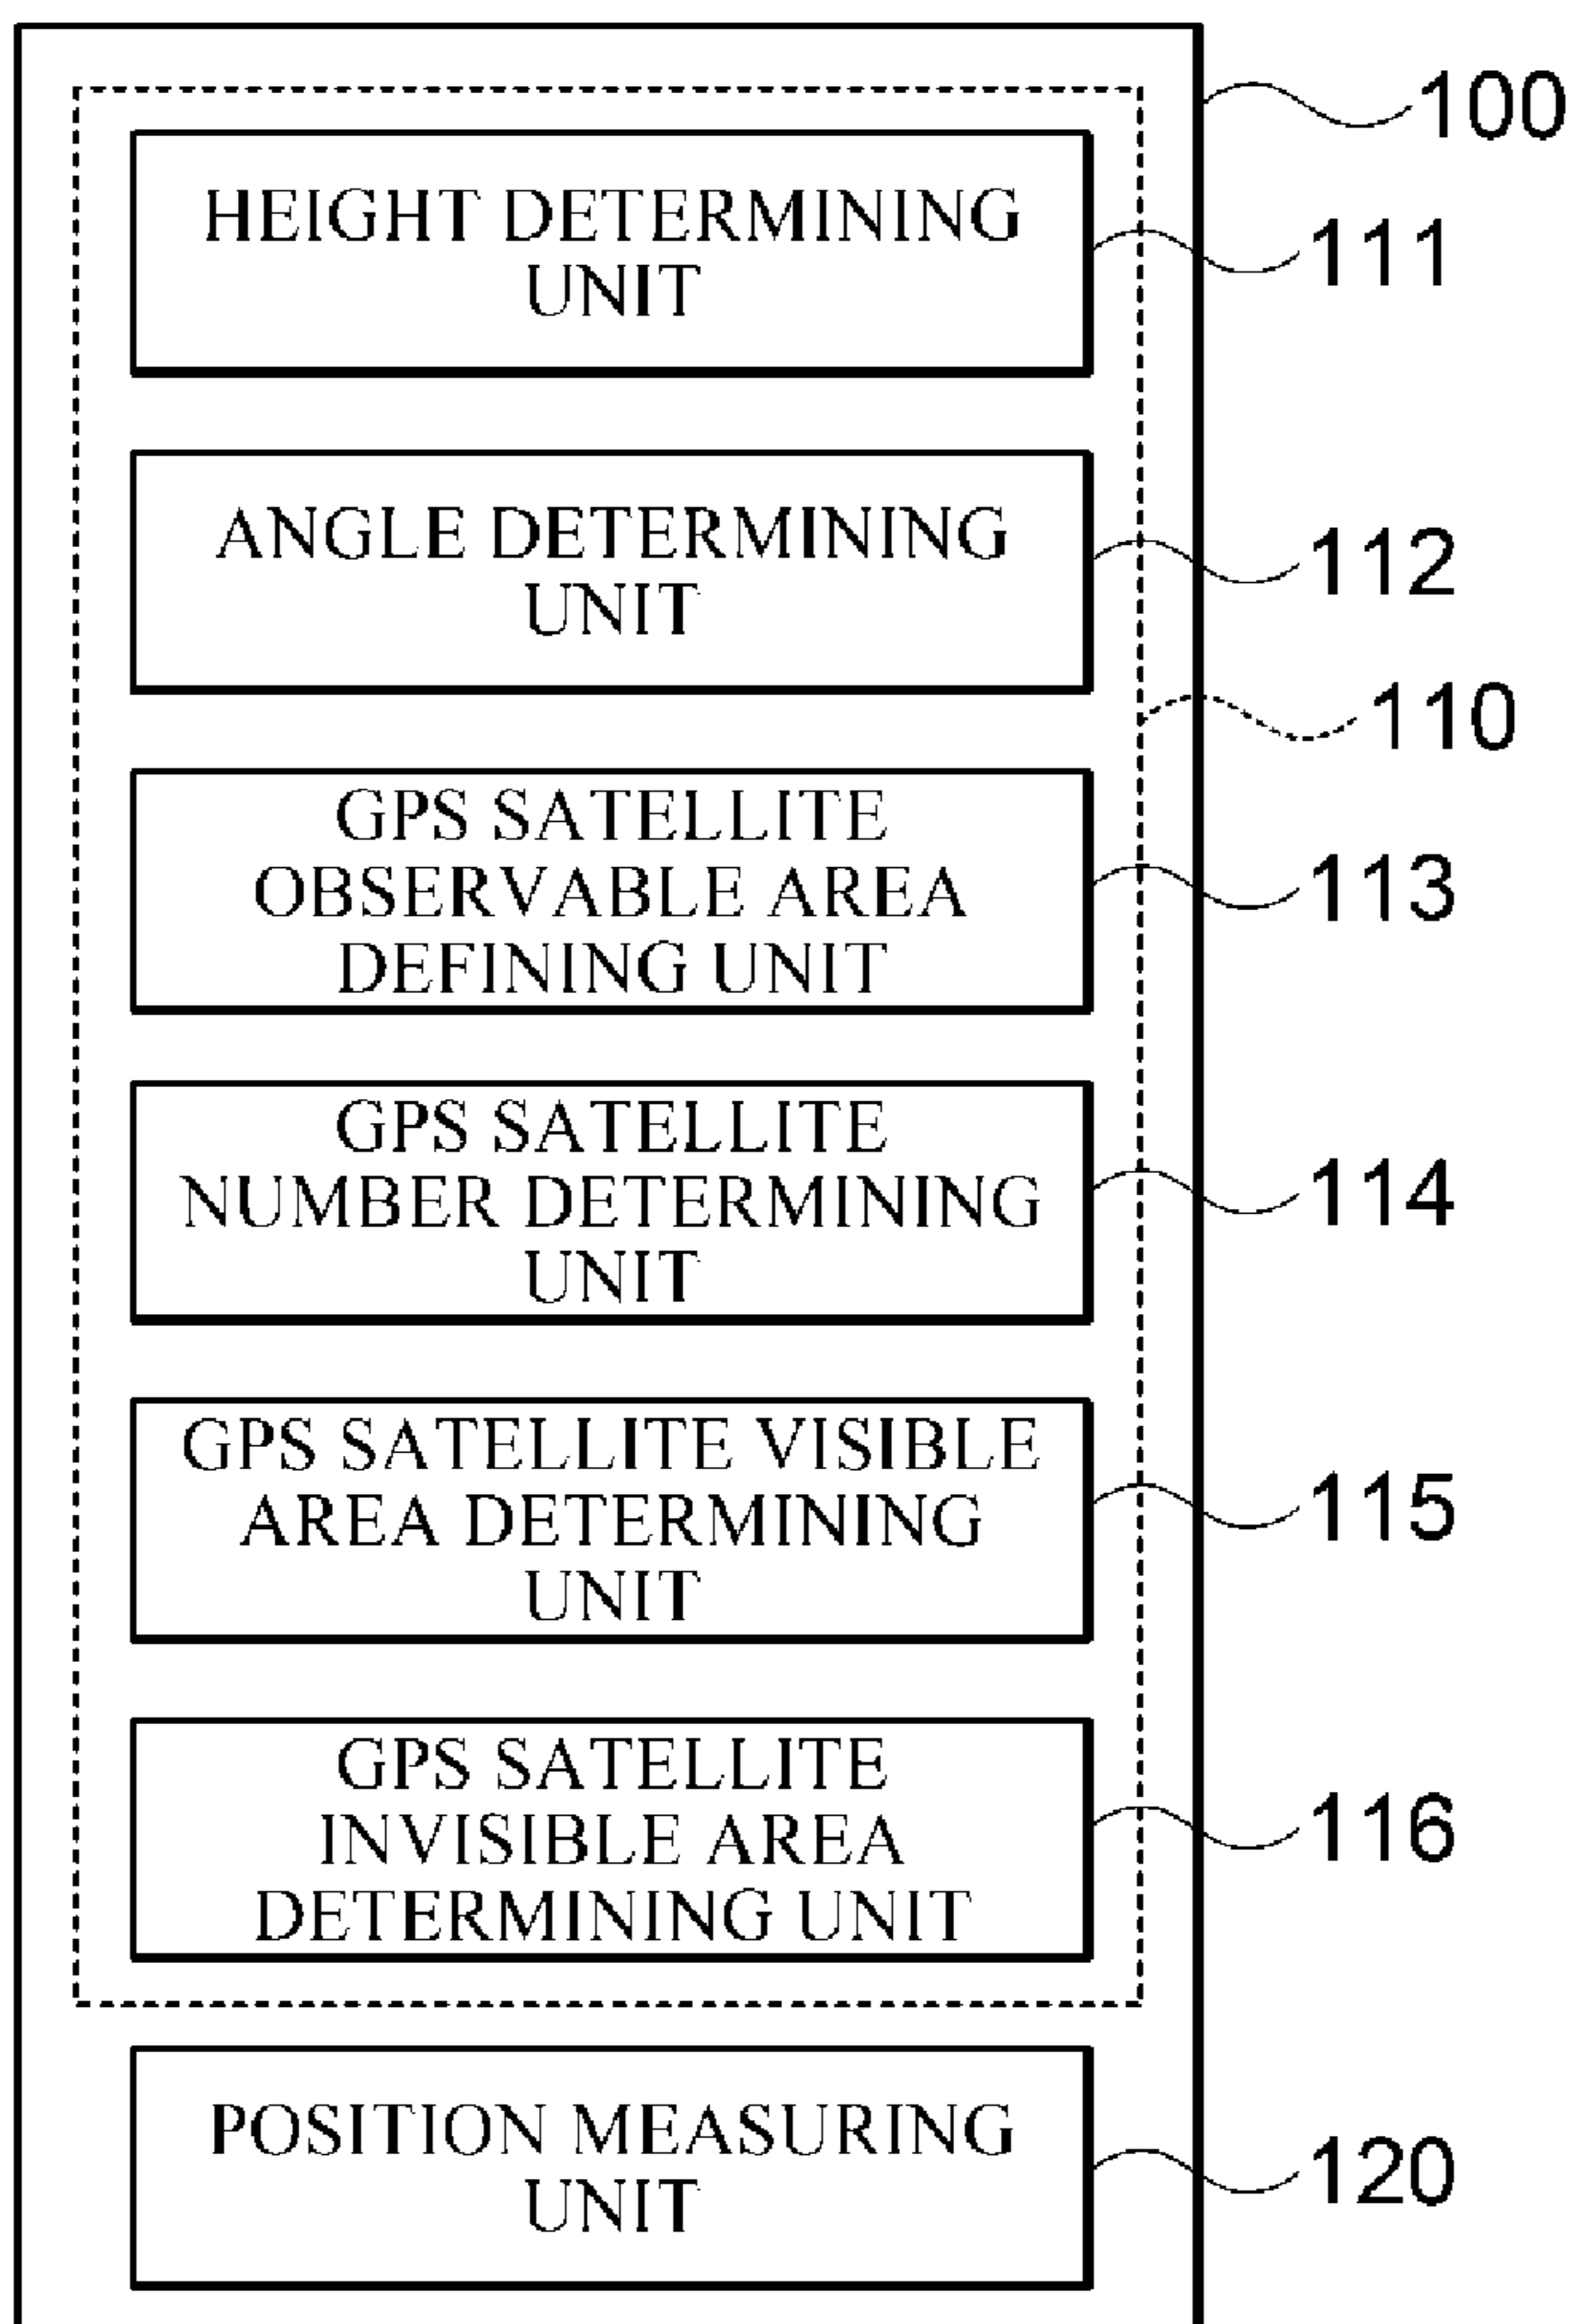 100
HEIGHT DETERMINING
UNIT
111
ANGLE DETERMINING
UNIT
112
110
GPS SATELLITE
OBSERVABLE AREA
DEFINING UNIT
113
GPS SATELLITE
NUMBER DETERMINING
UNIT
114
GPS SATELLITE VISIBLE
AREA DETERMINING
UNIT
115
GPS SATELLITE
INVISIBLE AREA
DETERMINING UNIT
116
POSITION MEASURING
UNIT
120